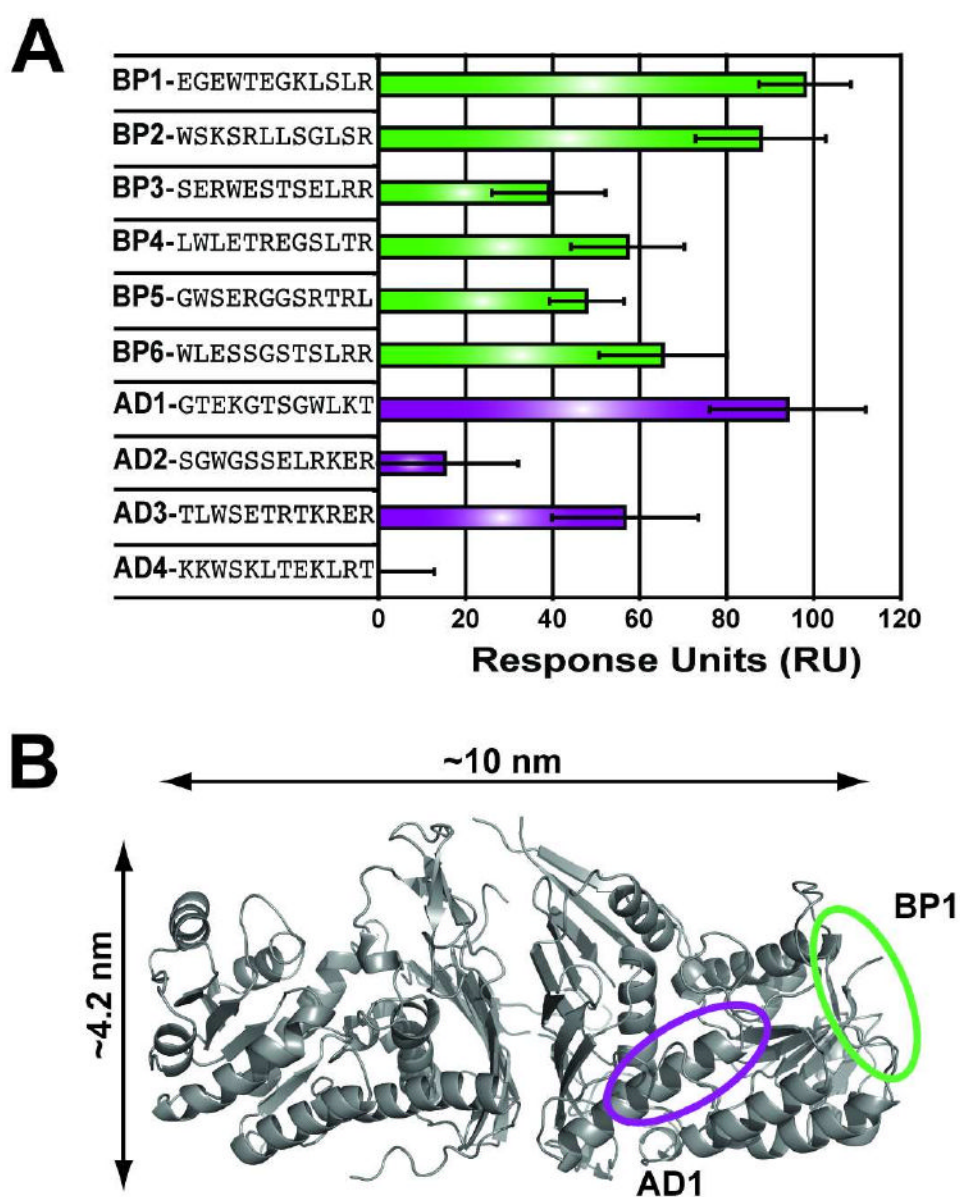 A
BP1-EGEWTEGKLSLR
BP2-WSKSRLLSGLSR
BP3-SERWESTSELRR
BP4-LWLETREGSLTR
BP5-GWSERGGSRTRL
BP6-WLESSGSTSLRR
AD1-GTEKGTSGWLKT
AD2-SGWGSSELRKER
AD3-TLWSETRTKRER
AD4-KKWSKLTEKLRT
0 20 40 60 80 100 120
Response Units (RU)
B
~10 nm
~4.2 nm
BP1
AD1